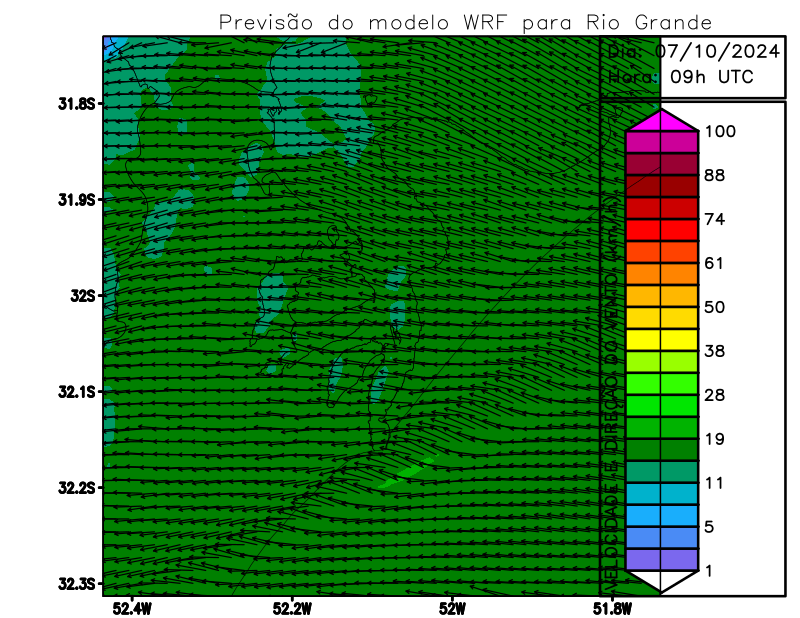 Previsão do modelo WRF para Rio Grande
Dia: 07/10/2024
Hora: 09h UTC
31.8S
31.9S
32S
32.1S
32.2S
32.3S
52.4W
52.2W
52W
51.8W
VELOCIDADE E DIREÇÃO DO VENTO (km/h)
100
88
74
61
50
38
28
19
11
5
1